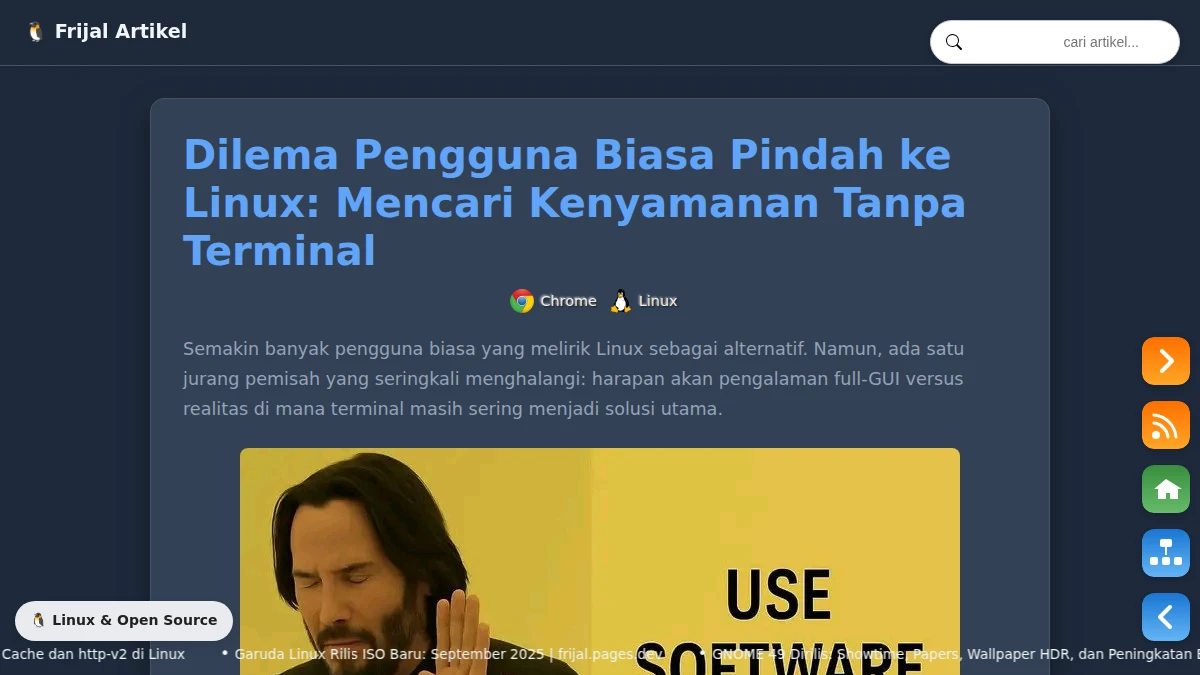 Frijal Artikel
cari artikel...
Dilema Pengguna Biasa Pindah ke
Linux: Mencari Kenyamanan Tanpa
Terminal
Chrome Linux
Semakin banyak pengguna biasa yang melirik Linux sebagai alternatif. Namun, ada satu
jurang pemisah yang seringkali menghalangi: harapan akan pengalaman full-GUI versus
realitas di mana terminal masih sering menjadi solusi utama.
USE
SOFTWARE
Linux & Open Source
Cache dan http-v2 di Linux • Garuda Linux Rilis ISO Baru: September 2025 | frijal.pages.dev • GNOME 49 Dirilis: Showtime, Papers, Wallpaper HDR, dan Peningkatan